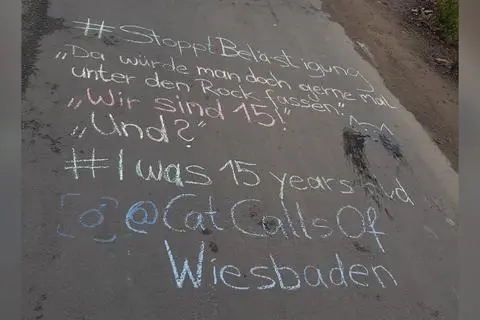 #StopptBelästigung
„Da würde man doch gerne mal
unter den Rock fassen."
„Wir sind 15!"
„Und?"
#I was 15 years old
@CatCallsOf
Wiesbaden